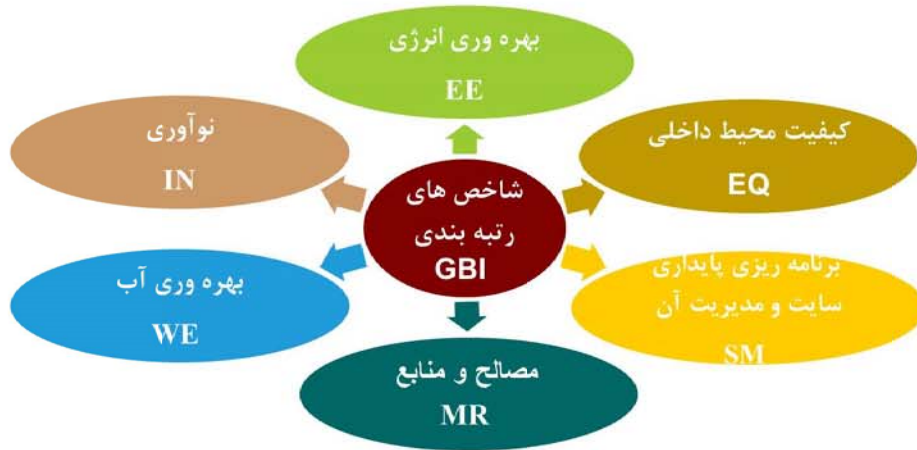 بهره وری انرژی
EE
کیفیت محیط داخلی
EQ
نوآوری
IN
شاخص های
رتبه بندی
GBI
برنامه ریزی پایداری
سایت و مدیریت آن
SM
بهره وری آب
WE
مصالح و منابع
MR